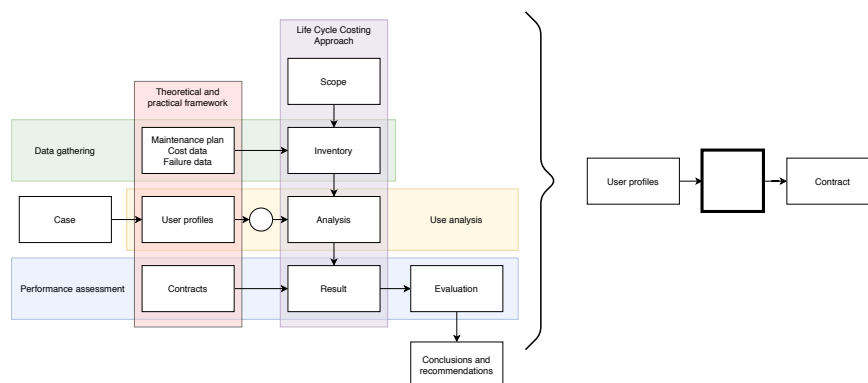 Life Cycle Costing
Approach
Scope
Theoretical and
practical framework
Data gathering
Maintenance plan
Cost data
Failure data
Inventory
Case
User profiles
Analysis
Use analysis
Performance assessment
Contracts
Result
Evaluation
Conclusions and
recommendations
User profiles
Contract